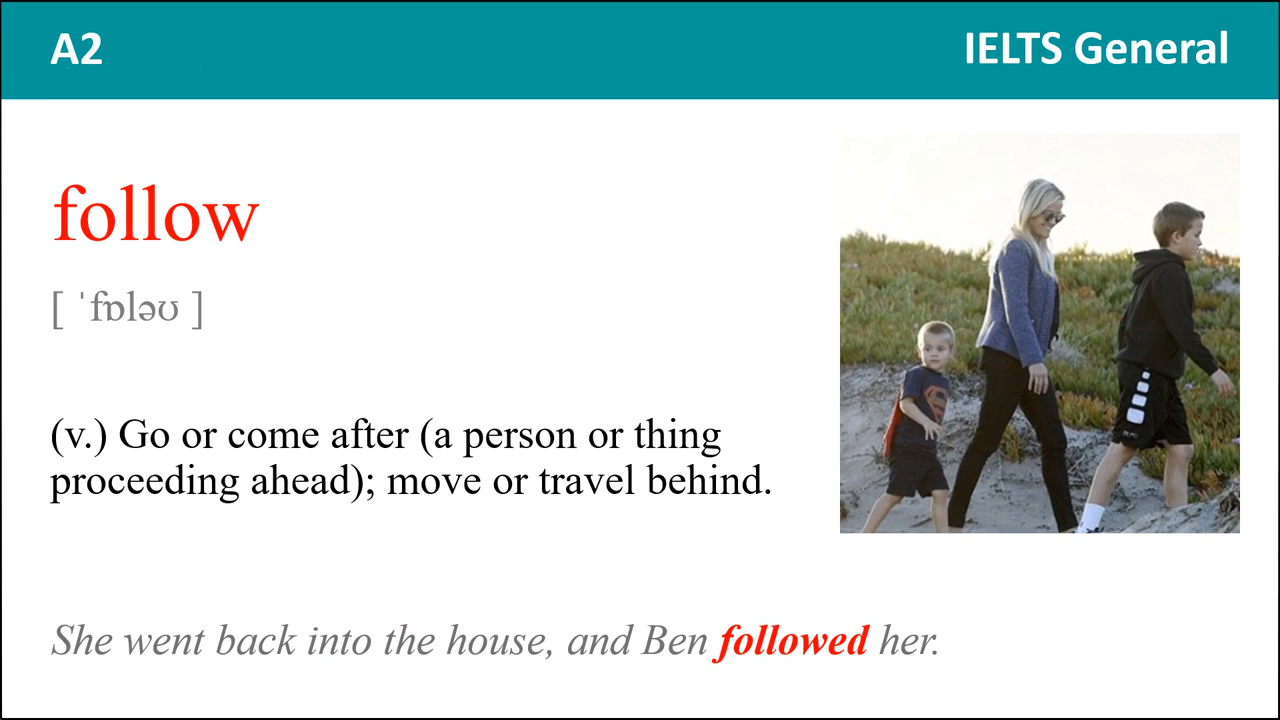 A2
IELTS General
follow
[ ˈfɒləʊ ]
(v.) Go or come after (a person or thing
proceeding ahead); move or travel behind.
She went back into the house, and Ben followed her.